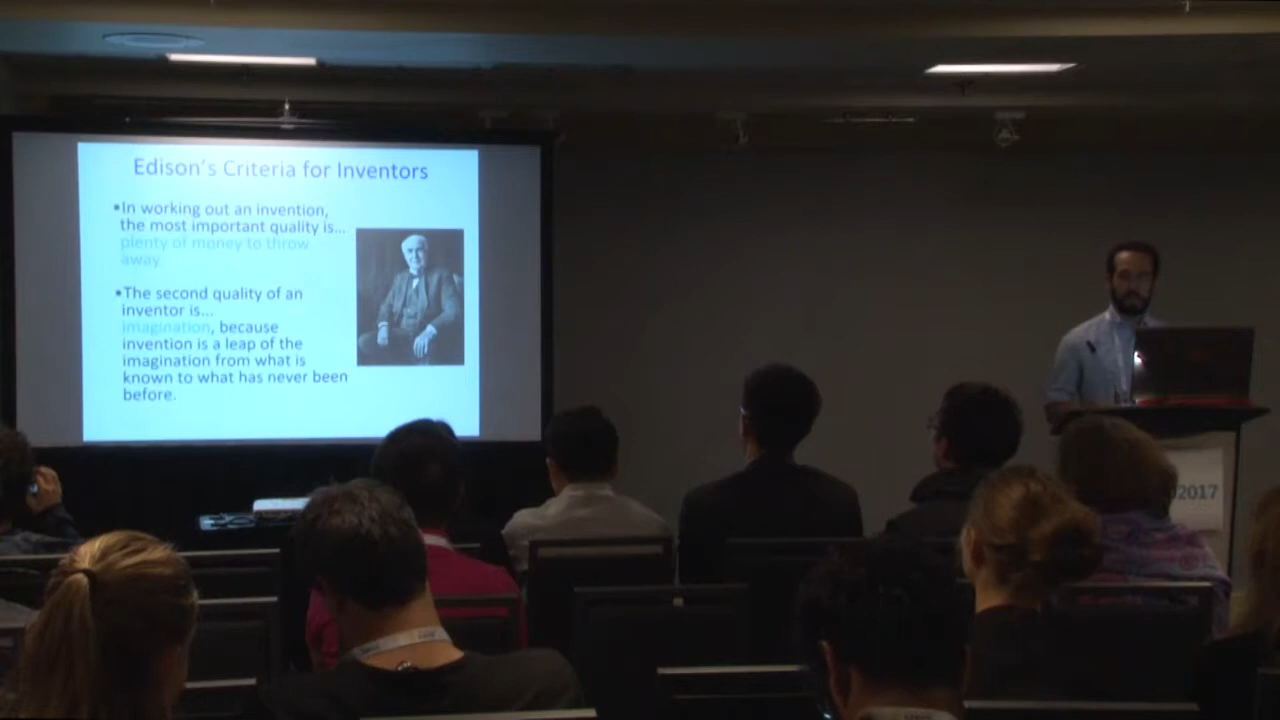 Edison's Criteria for Inventors
•In working out an invention,
the most important quality is...
plenty of money to throw
away
•The second quality of an
inventor is...
imagination, because
invention is a leap of the
imagination from what is
known to what has never been
before.
2017